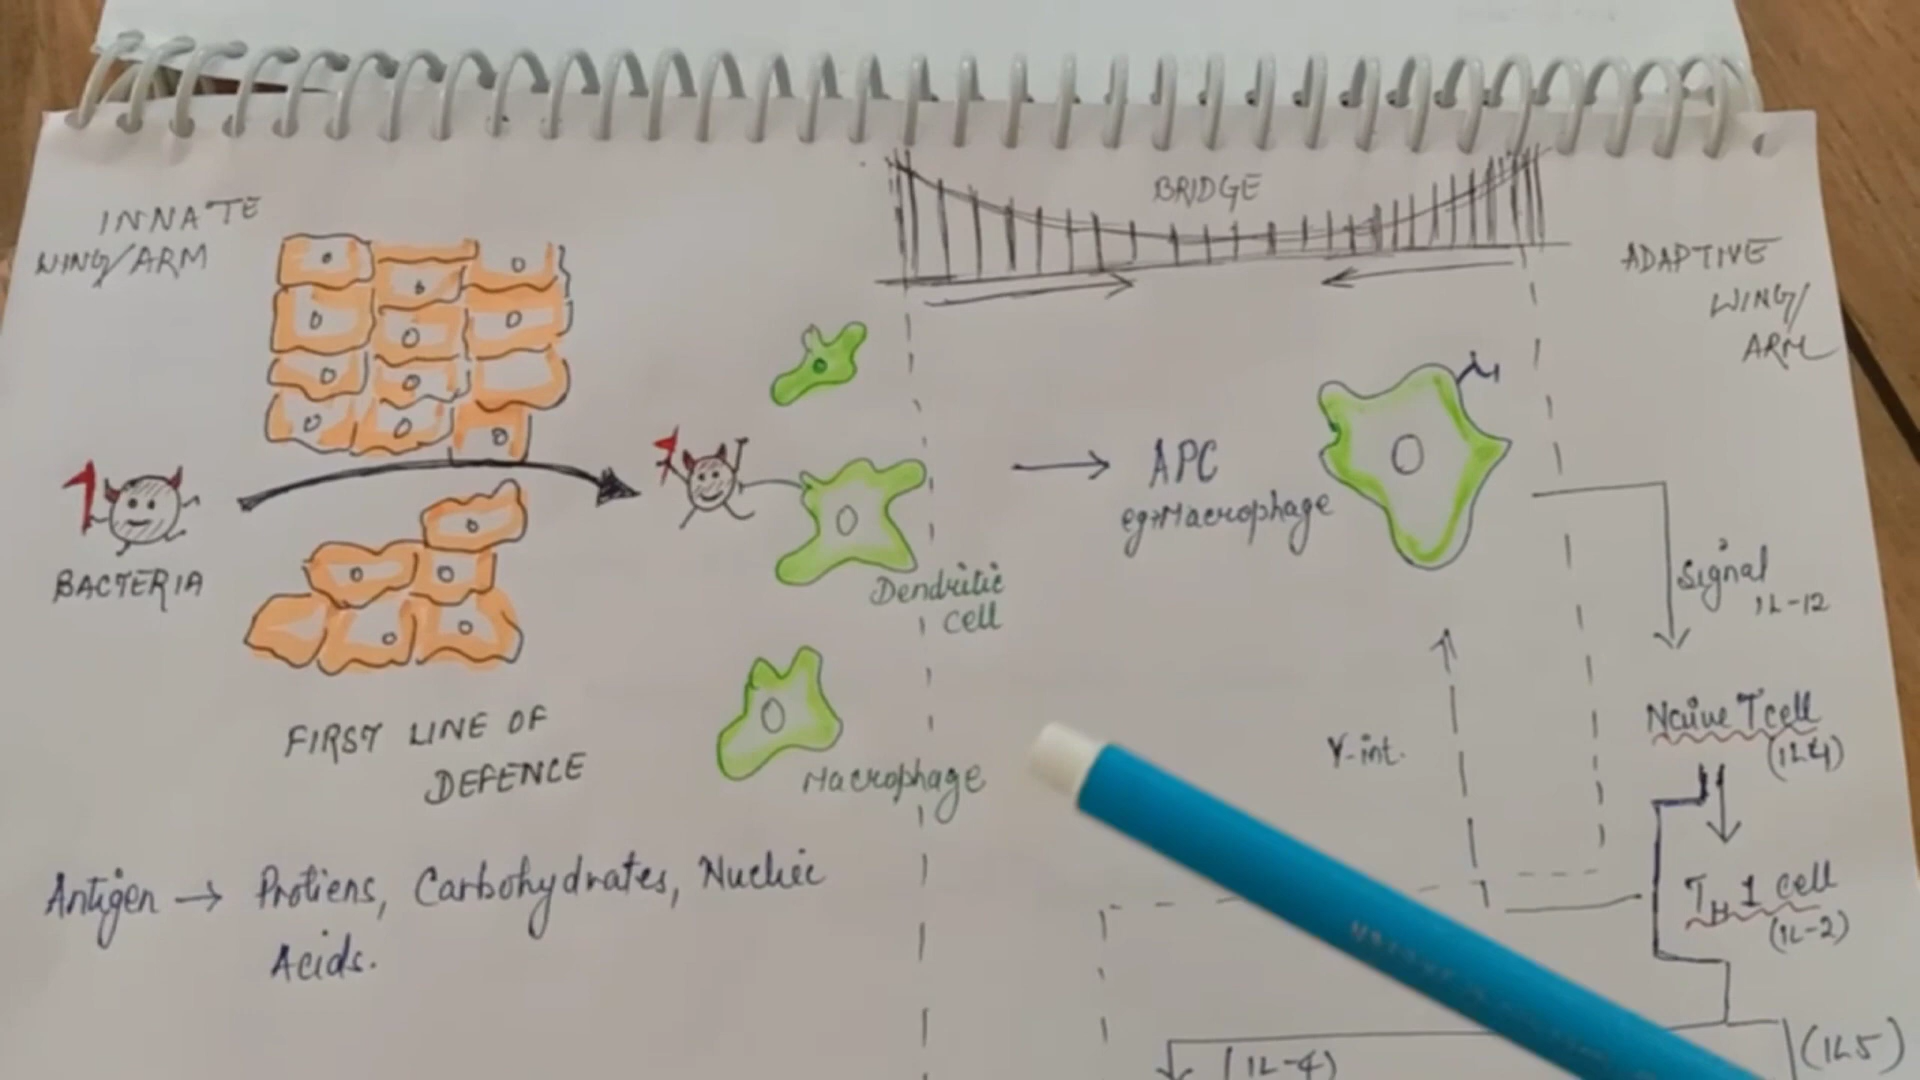 INNATE
WING/ARM
BRIDGE
ADAPTIVE
WING/
ARM
BACTERIA
FIRST LINE OF
DEFENCE
Dendritic
cell
Macrophage
APC
eg→Macrophage
Signal
IL-12
Naive T cell
(IL4)
γ-int.
TH1 cell
(IL-2)
Antigen → Protiens, Carbohydrates, Nucleic
Acids.
(IL-4)
(IL5)